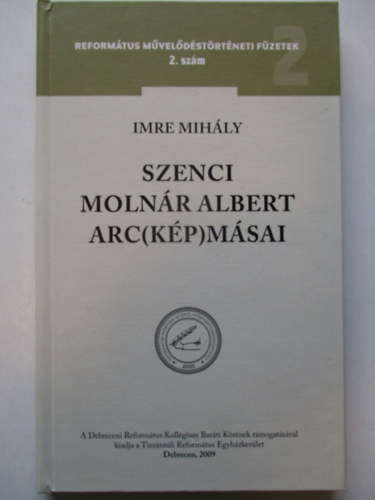 REFORMÁTUS MŰVELŐDÉSTÖRTÉNETI FÜZETEK
2. szám
2
IMRE MIHÁLY
SZENCI
MOLNÁR ALBERT
ARC(KÉP)MÁSAI
A Debreceni Református Kollégium Baráti Körének támogatásával
kiadja a Tiszántúli Református Egyházkerület
Debrecen, 2009